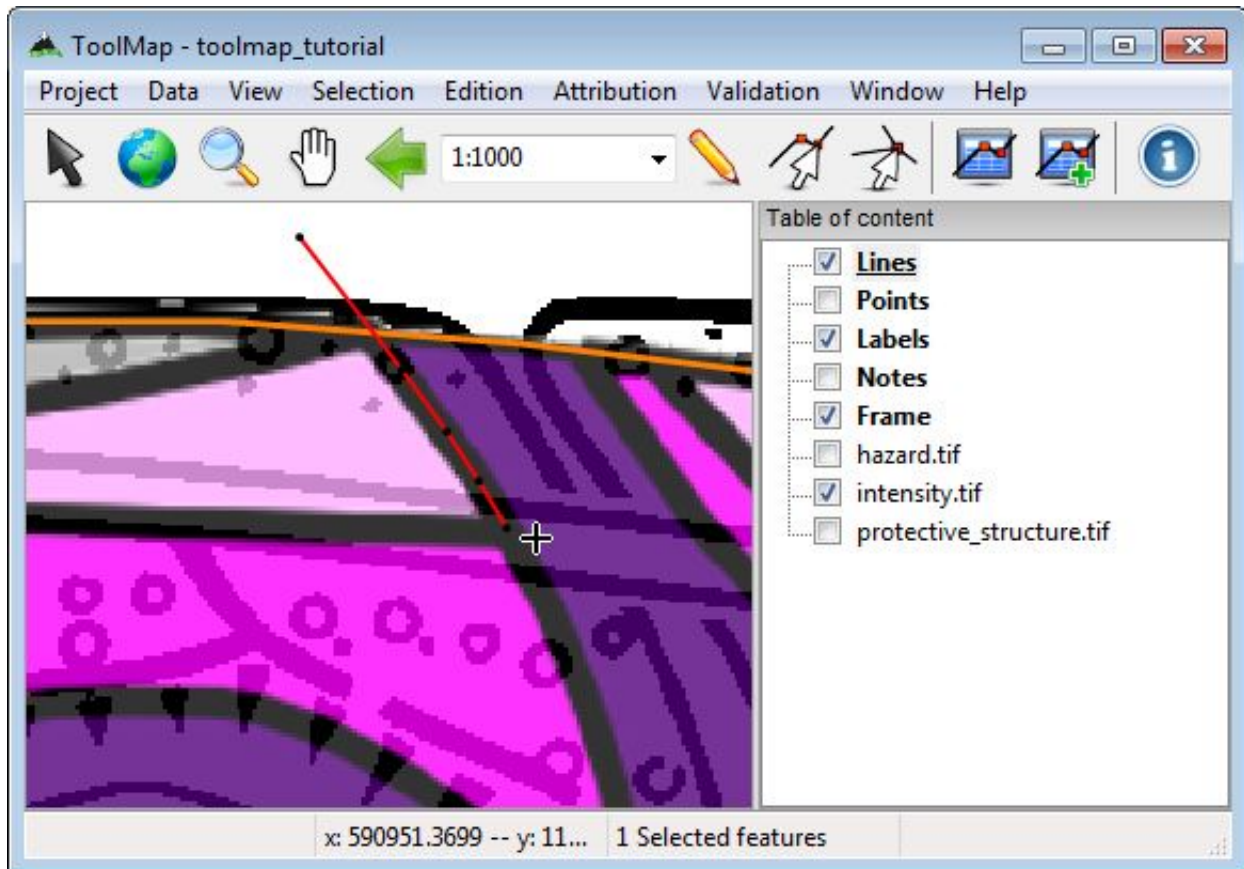 ToolMap - toolmap_tutorial
Project Data View Selection Edition Attribution Validation Window Help
1:1000
Table of content
Lines
Points
Labels
Notes
Frame
hazard.tif
intensity.tif
protective_structure.tif
x: 590951.3699 -- y: 11... 1 Selected features